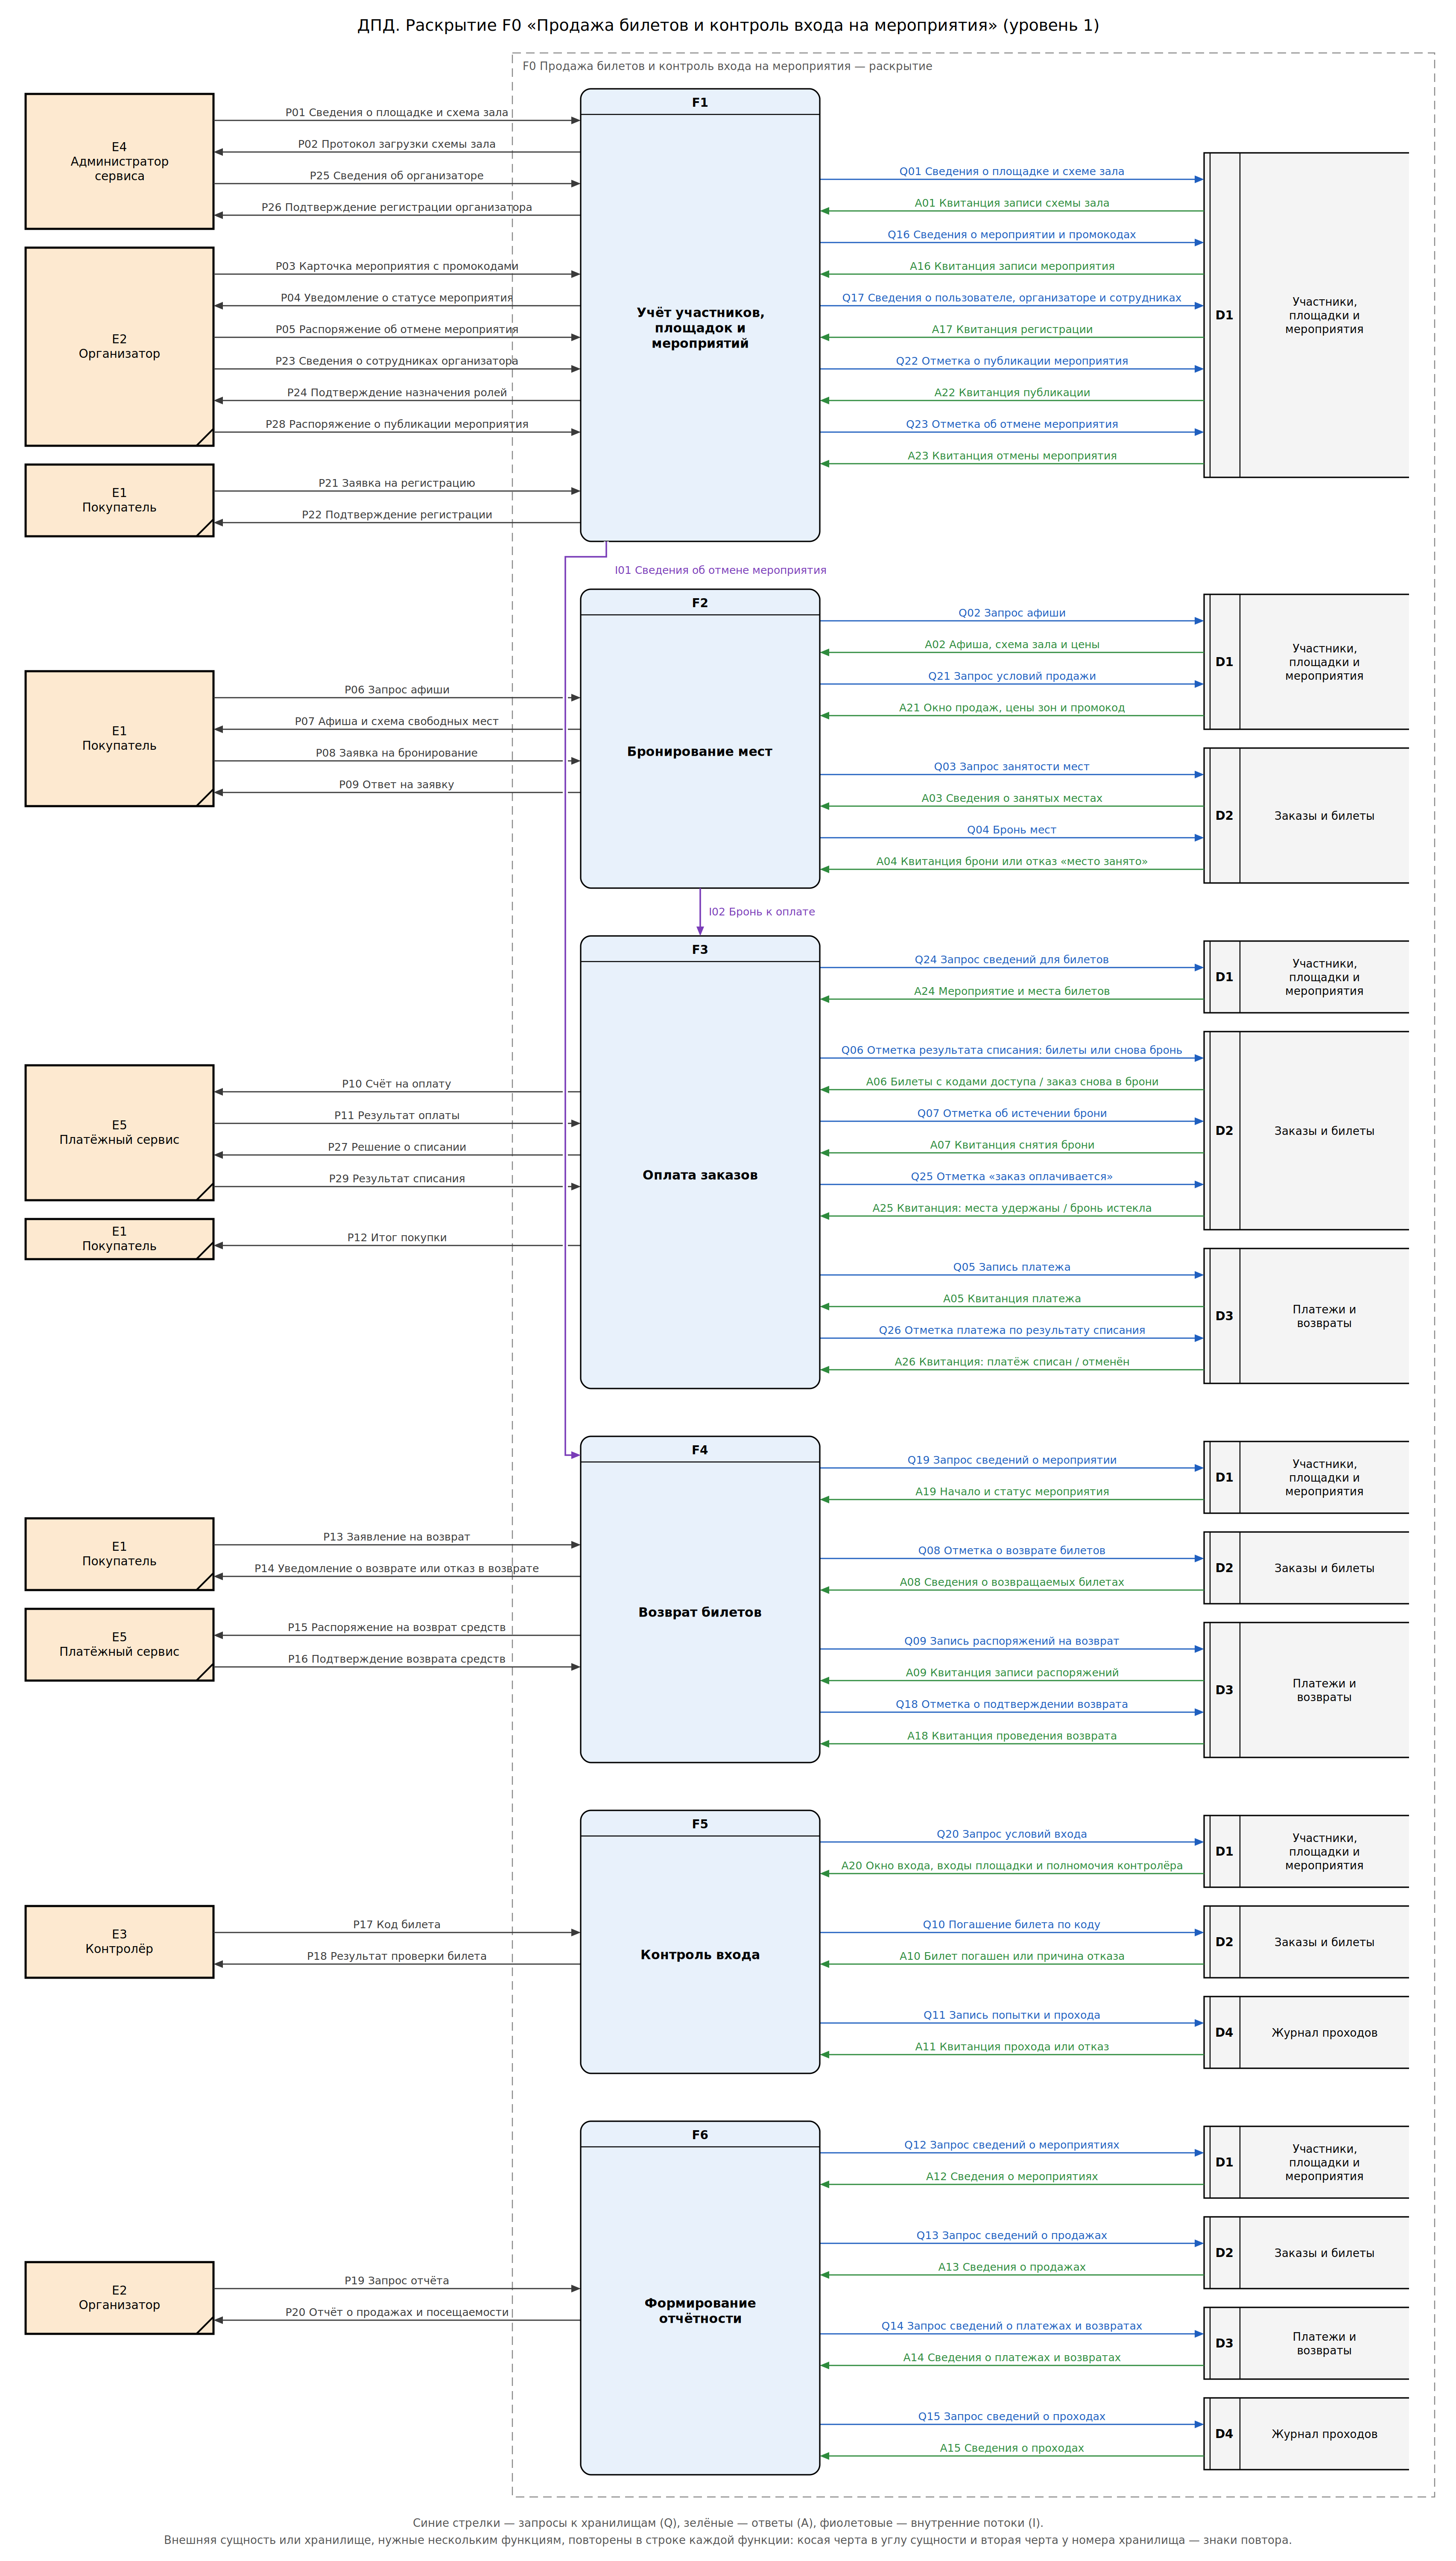 ДПД. Раскрытие F0 «Продажа билетов и контроль входа на мероприятия» (уровень 1)
F0 Продажа билетов и контроль входа на мероприятия — раскрытие
E4
Администратор
сервиса
P01 Сведения о площадке и схема зала
P02 Протокол загрузки схемы зала
P25 Сведения об организаторе
P26 Подтверждение регистрации организатора
E2
Организатор
P03 Карточка мероприятия с промокодами
P04 Уведомление о статусе мероприятия
P05 Распоряжение об отмене мероприятия
P23 Сведения о сотрудниках организатора
P24 Подтверждение назначения ролей
P28 Распоряжение о публикации мероприятия
E1
Покупатель
P21 Заявка на регистрацию
P22 Подтверждение регистрации
F1
Учёт участников,
площадок и
мероприятий
Q01 Сведения о площадке и схеме зала
A01 Квитанция записи схемы зала
Q16 Сведения о мероприятии и промокодах
A16 Квитанция записи мероприятия
Q17 Сведения о пользователе, организаторе и сотрудниках
A17 Квитанция регистрации
Q22 Отметка о публикации мероприятия
A22 Квитанция публикации
Q23 Отметка об отмене мероприятия
A23 Квитанция отмены мероприятия
D1
Участники,
площадки и
мероприятия
I01 Сведения об отмене мероприятия
E1
Покупатель
P06 Запрос афиши
P07 Афиша и схема свободных мест
P08 Заявка на бронирование
P09 Ответ на заявку
F2
Бронирование мест
Q02 Запрос афиши
A02 Афиша, схема зала и цены
Q21 Запрос условий продажи
A21 Окно продаж, цены зон и промокод
D1
Участники,
площадки и
мероприятия
Q03 Запрос занятости мест
A03 Сведения о занятых местах
Q04 Бронь мест
A04 Квитанция брони или отказ «место занято»
D2
Заказы и билеты
I02 Бронь к оплате
E5
Платёжный сервис
P10 Счёт на оплату
P11 Результат оплаты
P27 Решение о списании
P29 Результат списания
E1
Покупатель
P12 Итог покупки
F3
Оплата заказов
Q24 Запрос сведений для билетов
A24 Мероприятие и места билетов
D1
Участники,
площадки и
мероприятия
Q06 Отметка результата списания: билеты или снова бронь
A06 Билеты с кодами доступа / заказ снова в брони
Q07 Отметка об истечении брони
A07 Квитанция снятия брони
Q25 Отметка «заказ оплачивается»
A25 Квитанция: места удержаны / бронь истекла
D2
Заказы и билеты
Q05 Запись платежа
A05 Квитанция платежа
Q26 Отметка платежа по результату списания
A26 Квитанция: платёж списан / отменён
D3
Платежи и
возвраты
E1
Покупатель
P13 Заявление на возврат
P14 Уведомление о возврате или отказ в возврате
E5
Платёжный сервис
P15 Распоряжение на возврат средств
P16 Подтверждение возврата средств
F4
Возврат билетов
Q19 Запрос сведений о мероприятии
A19 Начало и статус мероприятия
D1
Участники,
площадки и
мероприятия
Q08 Отметка о возврате билетов
A08 Сведения о возвращаемых билетах
D2
Заказы и билеты
Q09 Запись распоряжений на возврат
A09 Квитанция записи распоряжений
Q18 Отметка о подтверждении возврата
A18 Квитанция проведения возврата
D3
Платежи и
возвраты
E3
Контролёр
P17 Код билета
P18 Результат проверки билета
F5
Контроль входа
Q20 Запрос условий входа
A20 Окно входа, входы площадки и полномочия контролёра
D1
Участники,
площадки и
мероприятия
Q10 Погашение билета по коду
A10 Билет погашен или причина отказа
D2
Заказы и билеты
Q11 Запись попытки и прохода
A11 Квитанция прохода или отказ
D4
Журнал проходов
E2
Организатор
P19 Запрос отчёта
P20 Отчёт о продажах и посещаемости
F6
Формирование
отчётности
Q12 Запрос сведений о мероприятиях
A12 Сведения о мероприятиях
D1
Участники,
площадки и
мероприятия
Q13 Запрос сведений о продажах
A13 Сведения о продажах
D2
Заказы и билеты
Q14 Запрос сведений о платежах и возвратах
A14 Сведения о платежах и возвратах
D3
Платежи и
возвраты
Q15 Запрос сведений о проходах
A15 Сведения о проходах
D4
Журнал проходов
Синие стрелки — запросы к хранилищам (Q), зелёные — ответы (A), фиолетовые — внутренние потоки (I).
Внешняя сущность или хранилище, нужные нескольким функциям, повторены в строке каждой функции: косая черта в углу сущности и вторая черта у номера хранилища — знаки повтора.